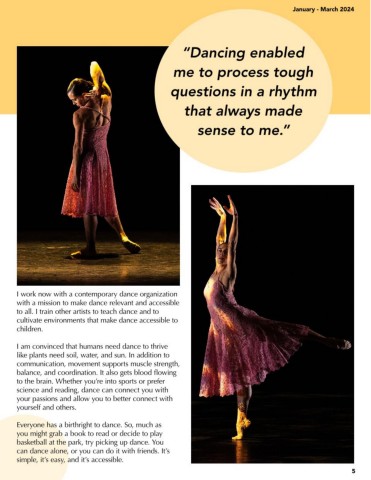 January - March 2024
“Dancing enabled
me to process tough
questions in a rhythm
that always made
sense to me.”
I work now with a contemporary dance organization
with a mission to make dance relevant and accessible
to all. I train other artists to teach dance and to
cultivate environments that make dance accessible to
children.
I am convinced that humans need dance to thrive
like plants need soil, water, and sun. In addition to
communication, movement supports muscle strength,
balance, and coordination. It also gets blood flowing
to the brain. Whether you’re into sports or prefer
science and reading, dance can connect you with
your passions and allow you to better connect with
yourself and others.
Everyone has a birthright to dance. So, much as
you might grab a book to read or decide to play
basketball at the park, try picking up dance. You
can dance alone, or you can do it with friends. It’s
simple, it’s easy, and it’s accessible.
5